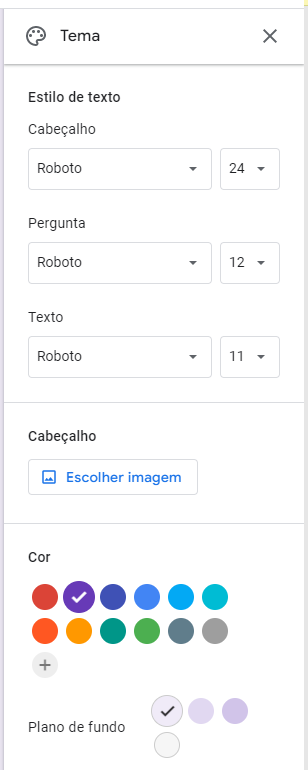 Tema
Estilo de texto
Cabeçalho
Roboto 24
Pergunta
Roboto 12
Texto
Roboto 11
Cabeçalho
Escolher imagem
Cor
Plano de fundo